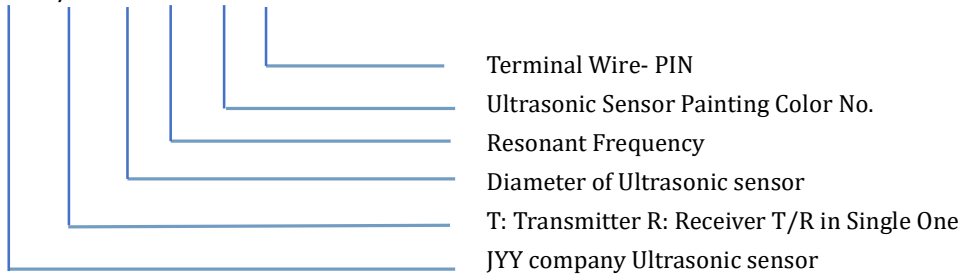 Terminal Wire- PIN
Ultrasonic Sensor Painting Color No.
Resonant Frequency
Diameter of Ultrasonic sensor
T: Transmitter R: Receiver T/R in Single One
JYY company Ultrasonic sensor